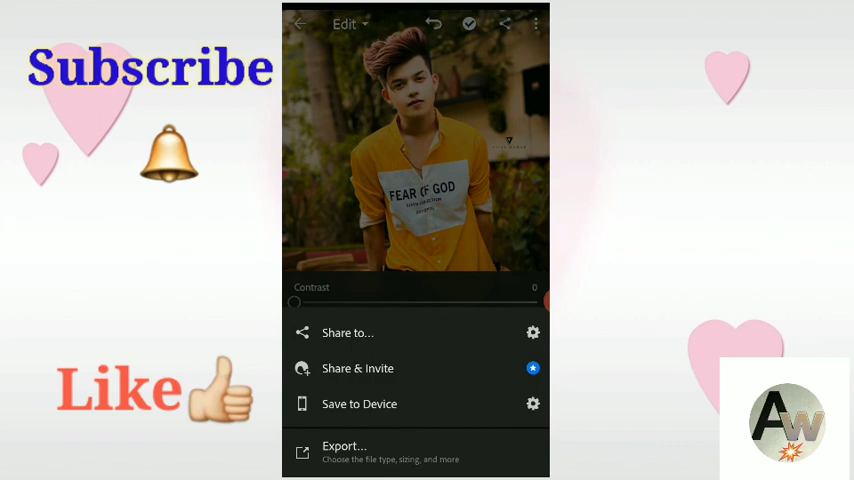 Subscribe
Edit
FEAR OF GOD
Contrast 0
Share to...
Share & Invite
Save to Device
Export...
Choose the file type, sizing, and more
Like
AW